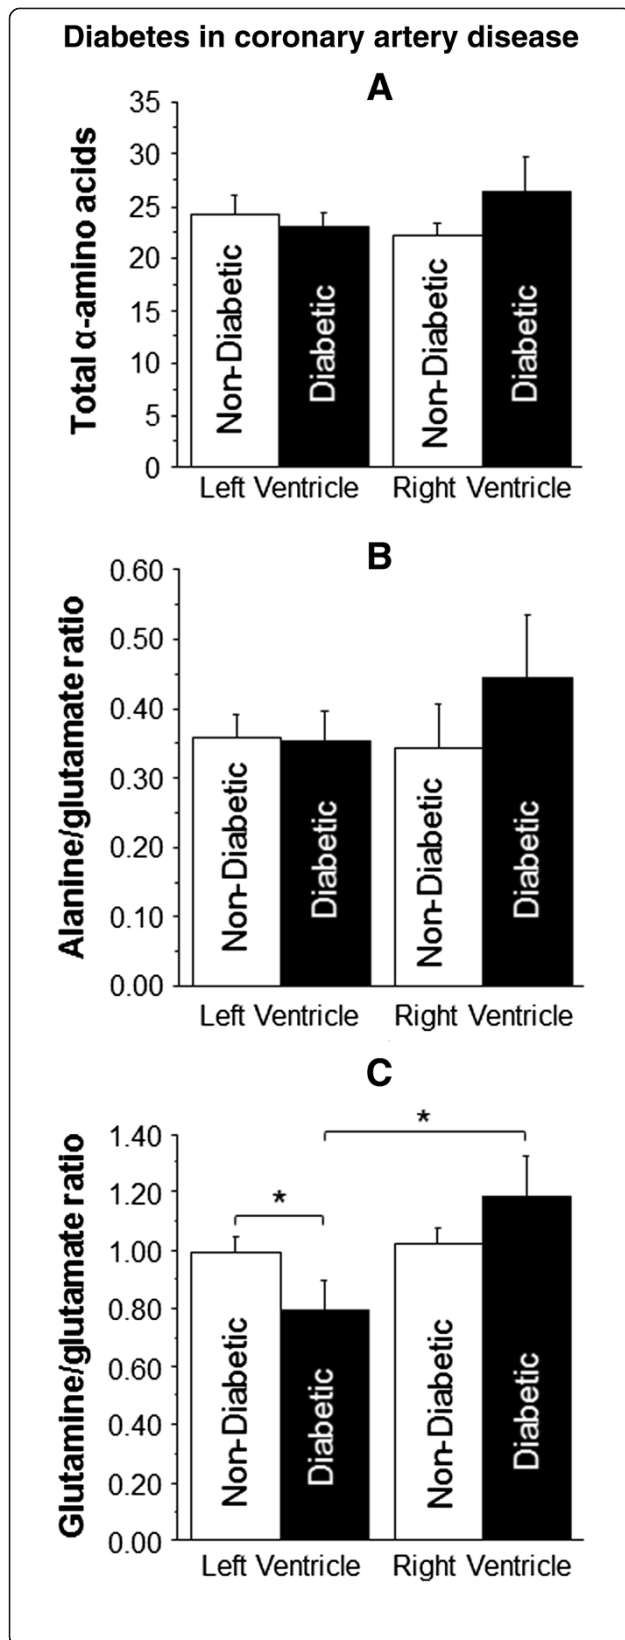 Diabetes in coronary artery disease
A
Total α-amino acids
35
30
25
20
15
10
5
0
Non-Diabetic
Diabetic
Non-Diabetic
Diabetic
Left Ventricle
Right Ventricle
B
Alanine/glutamate ratio
0.60
0.50
0.40
0.30
0.20
0.10
0.00
Non-Diabetic
Diabetic
Non-Diabetic
Diabetic
Left Ventricle
Right Ventricle
C
Glutamine/glutamate ratio
1.40
1.20
1.00
0.80
0.60
0.40
0.20
0.00
*
*
Non-Diabetic
Diabetic
Non-Diabetic
Diabetic
Left Ventricle
Right Ventricle